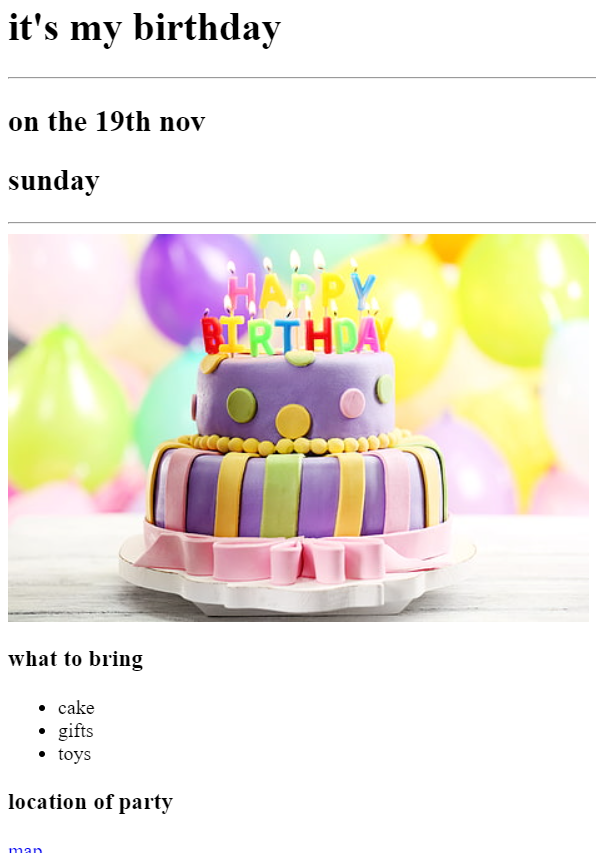 it's my birthday
on the 19th nov
sunday
HAPPY
BIRTHDAY
what to bring
cake
gifts
toys
location of party
map